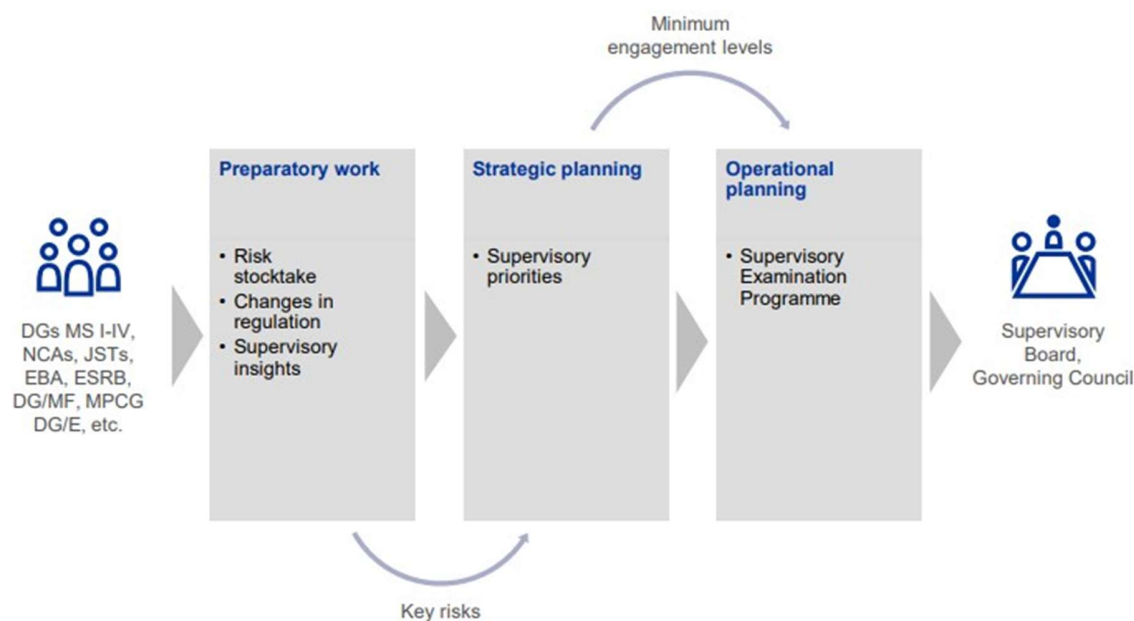 Minimum
engagement levels
Preparatory work
Strategic planning
Operational
planning
• Risk
stocktake
• Changes in
regulation
• Supervisory
insights
• Supervisory
priorities
• Supervisory
Examination
Programme
DGs MS I-IV,
NCAs, JSTs,
EBA, ESRB,
DG/MF, MPCG
DG/E, etc.
Supervisory
Board,
Governing Council
Key risks